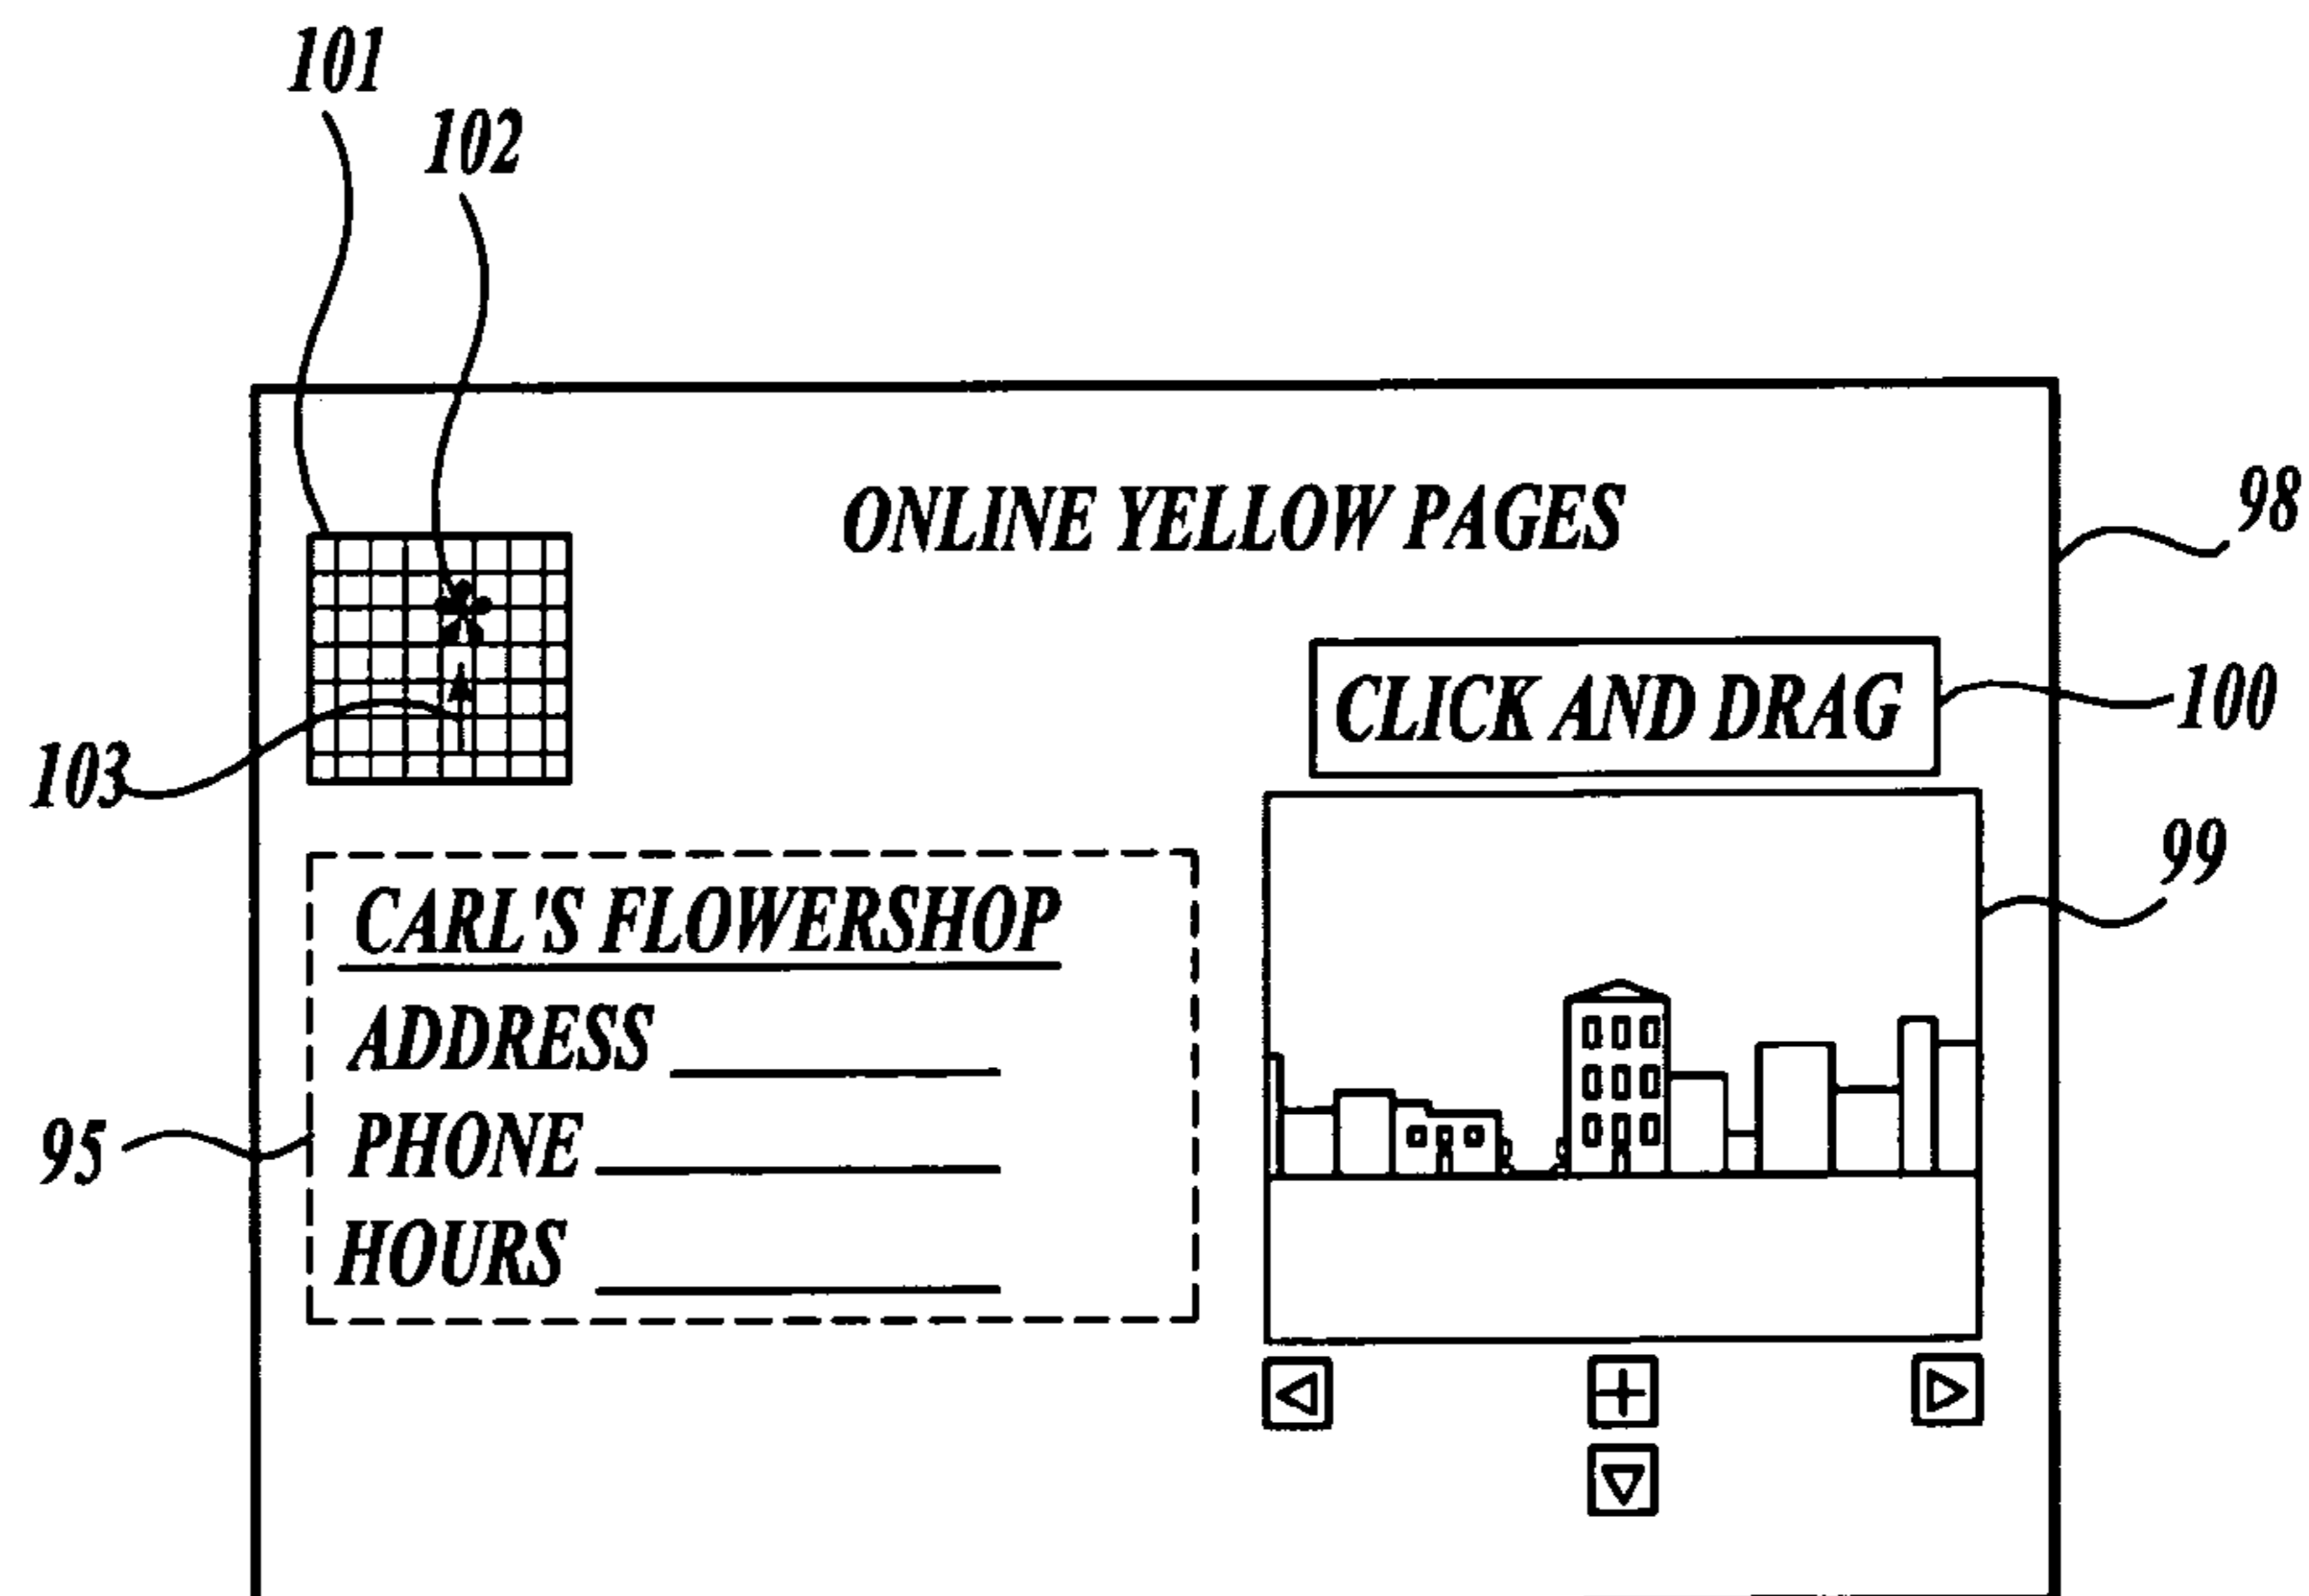 101
102
ONLINE YELLOW PAGES
98
CLICK AND DRAG
100
103
99
CARL'S FLOWERSHOP
ADDRESS
PHONE
95
HOURS